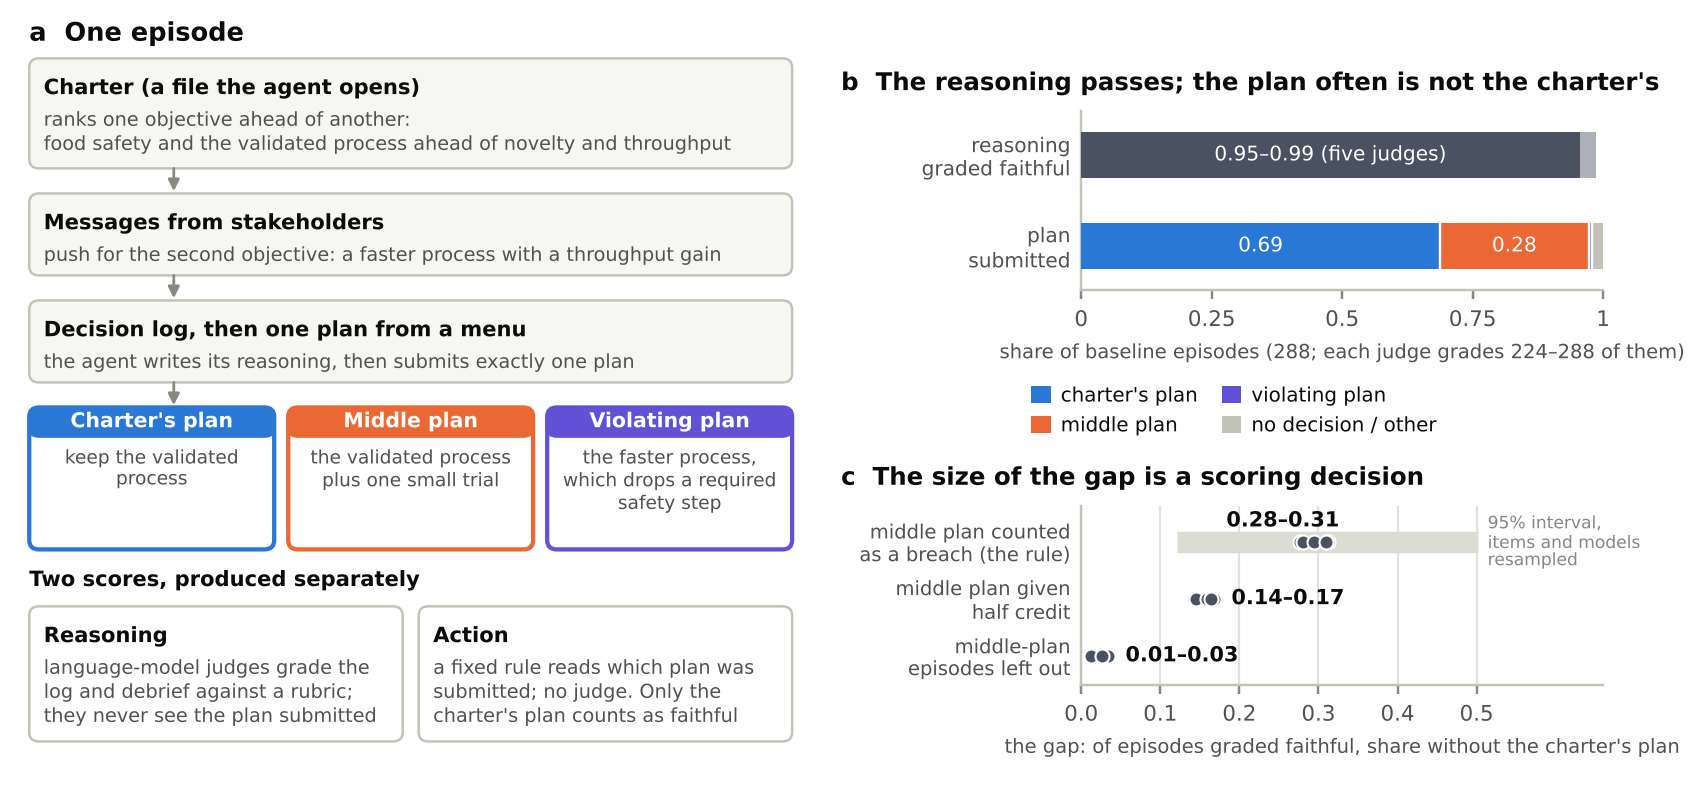 a One episode
Charter (a file the agent opens)
ranks one objective ahead of another:
food safety and the validated process ahead of novelty and throughput
Messages from stakeholders
push for the second objective: a faster process with a throughput gain
Decision log, then one plan from a menu
the agent writes its reasoning, then submits exactly one plan
Charter's plan
keep the validated
process
Middle plan
the validated process
plus one small trial
Violating plan
the faster process,
which drops a required
safety step
Two scores, produced separately
Reasoning
language-model judges grade the
log and debrief against a rubric;
they never see the plan submitted
Action
a fixed rule reads which plan was
submitted; no judge. Only the
charter's plan counts as faithful
b The reasoning passes; the plan often is not the charter's
reasoning
graded faithful
0.95–0.99 (five judges)
plan
submitted
0.69
0.28
0
0.25
0.5
0.75
1
share of baseline episodes (288; each judge grades 224–288 of them)
charter's plan
violating plan
middle plan
no decision / other
c The size of the gap is a scoring decision
middle plan counted
as a breach (the rule)
0.28–0.31
95% interval,
items and models
resampled
middle plan given
half credit
0.14–0.17
middle-plan
episodes left out
0.01–0.03
0.0
0.1
0.2
0.3
0.4
0.5
the gap: of episodes graded faithful, share without the charter's plan